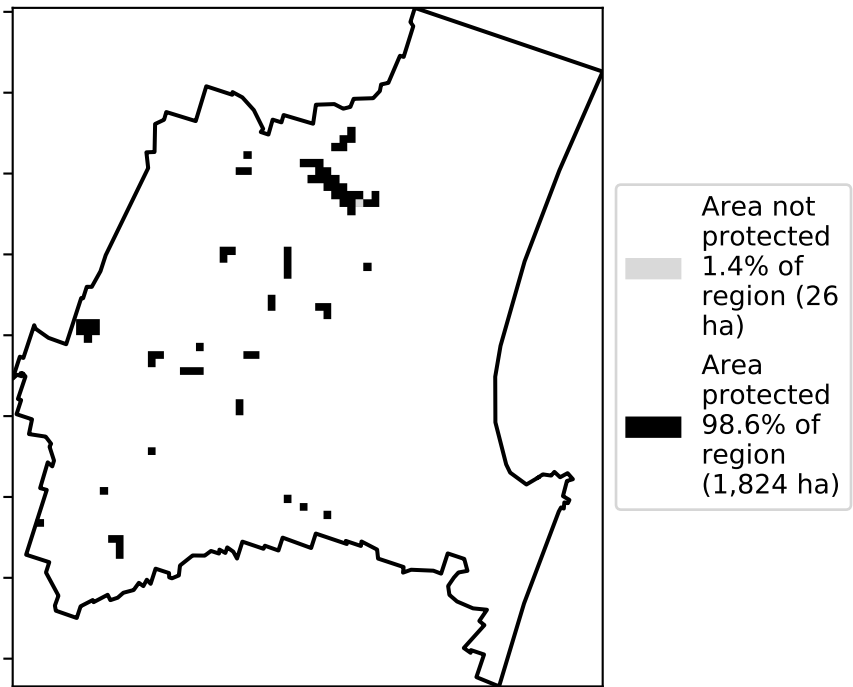 Area not
protected
1.4% of
region (26
ha)
Area
protected
98.6% of
region
(1,824 ha)